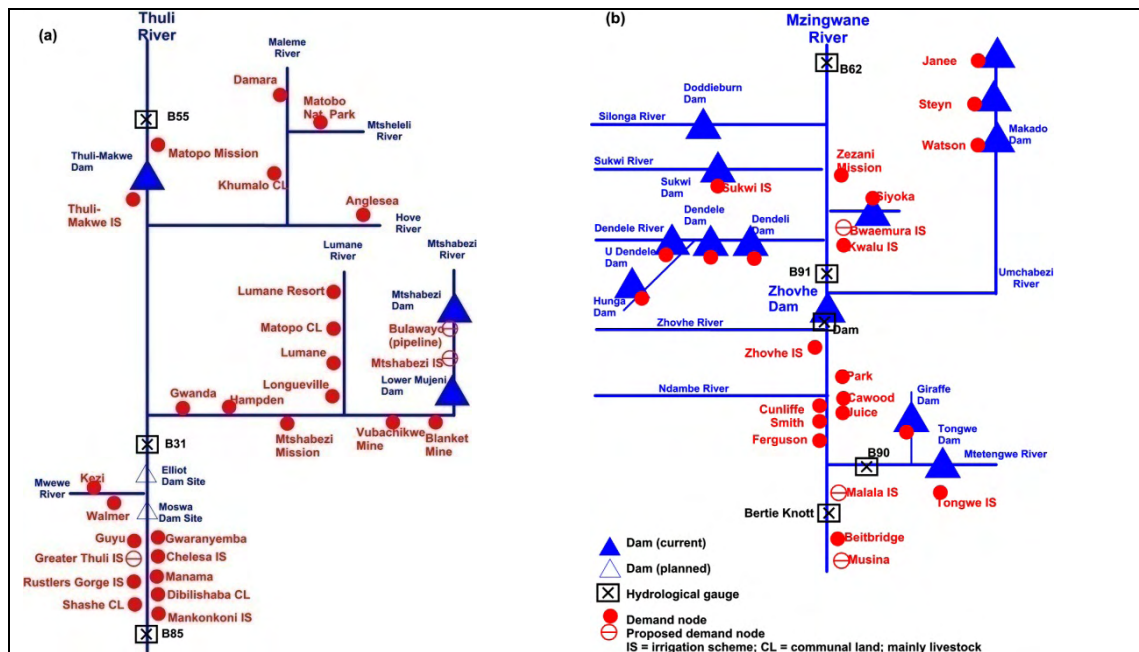 (a)
Thuli
River
Maleme
River
Damara
Matobo
Nat. Park
Mtsheleli
River
B55
Matopo Mission
Thuli-Makwe
Dam
Khumalo CL
Thuli-
Makwe IS
Anglesea
Hove
River
Lumane
River
Mtshabezi
River
Lumane Resort
Mtshabezi
Dam
Matopo CL
Bulawayo
(pipeline)
Lumane
Mtshabezi IS
Longueville
Lower Mujeni
Dam
Gwanda
Hampden
Mtshabezi
Mission
Vubachikwe
Mine
Blanket
Mine
B31
Elliot
Dam Site
Kezi
Mwewe
River
Walmer
Moswa
Dam Site
Guyu
Gwaranyemba
Greater Thuli IS
Chelesa IS
Rustlers Gorge IS
Manama
Dibilishaba CL
Shashe CL
Mankonkoni IS
B85
(b)
Mzingwane
River
B62
Janee
Doddieburn
Dam
Steyn
Silonga River
Makado
Dam
Watson
Sukwi River
Zezani
Mission
Sukwi
Dam
Sukwi IS
Siyoka
Dendele
Dam
Dendeli
Dam
Dendele River
Bwaemura IS
Kwalu IS
U Dendele
Dam
B91
Umchabezi
River
Hunga
Dam
Zhovhe
Dam
Zhovhe River
Dam
Zhovhe IS
Park
Ndambe River
Cawood
Giraffe
Dam
Cunliffe
Juice
Smith
Tongwe
Dam
Ferguson
Mtetengwe River
B90
Malala IS
Tongwe IS
Bertie Knott
Beitbridge
Musina
Dam (current)
Dam (planned)
Hydrological gauge
Demand node
Proposed demand node
IS = irrigation scheme; CL = communal land; mainly livestock